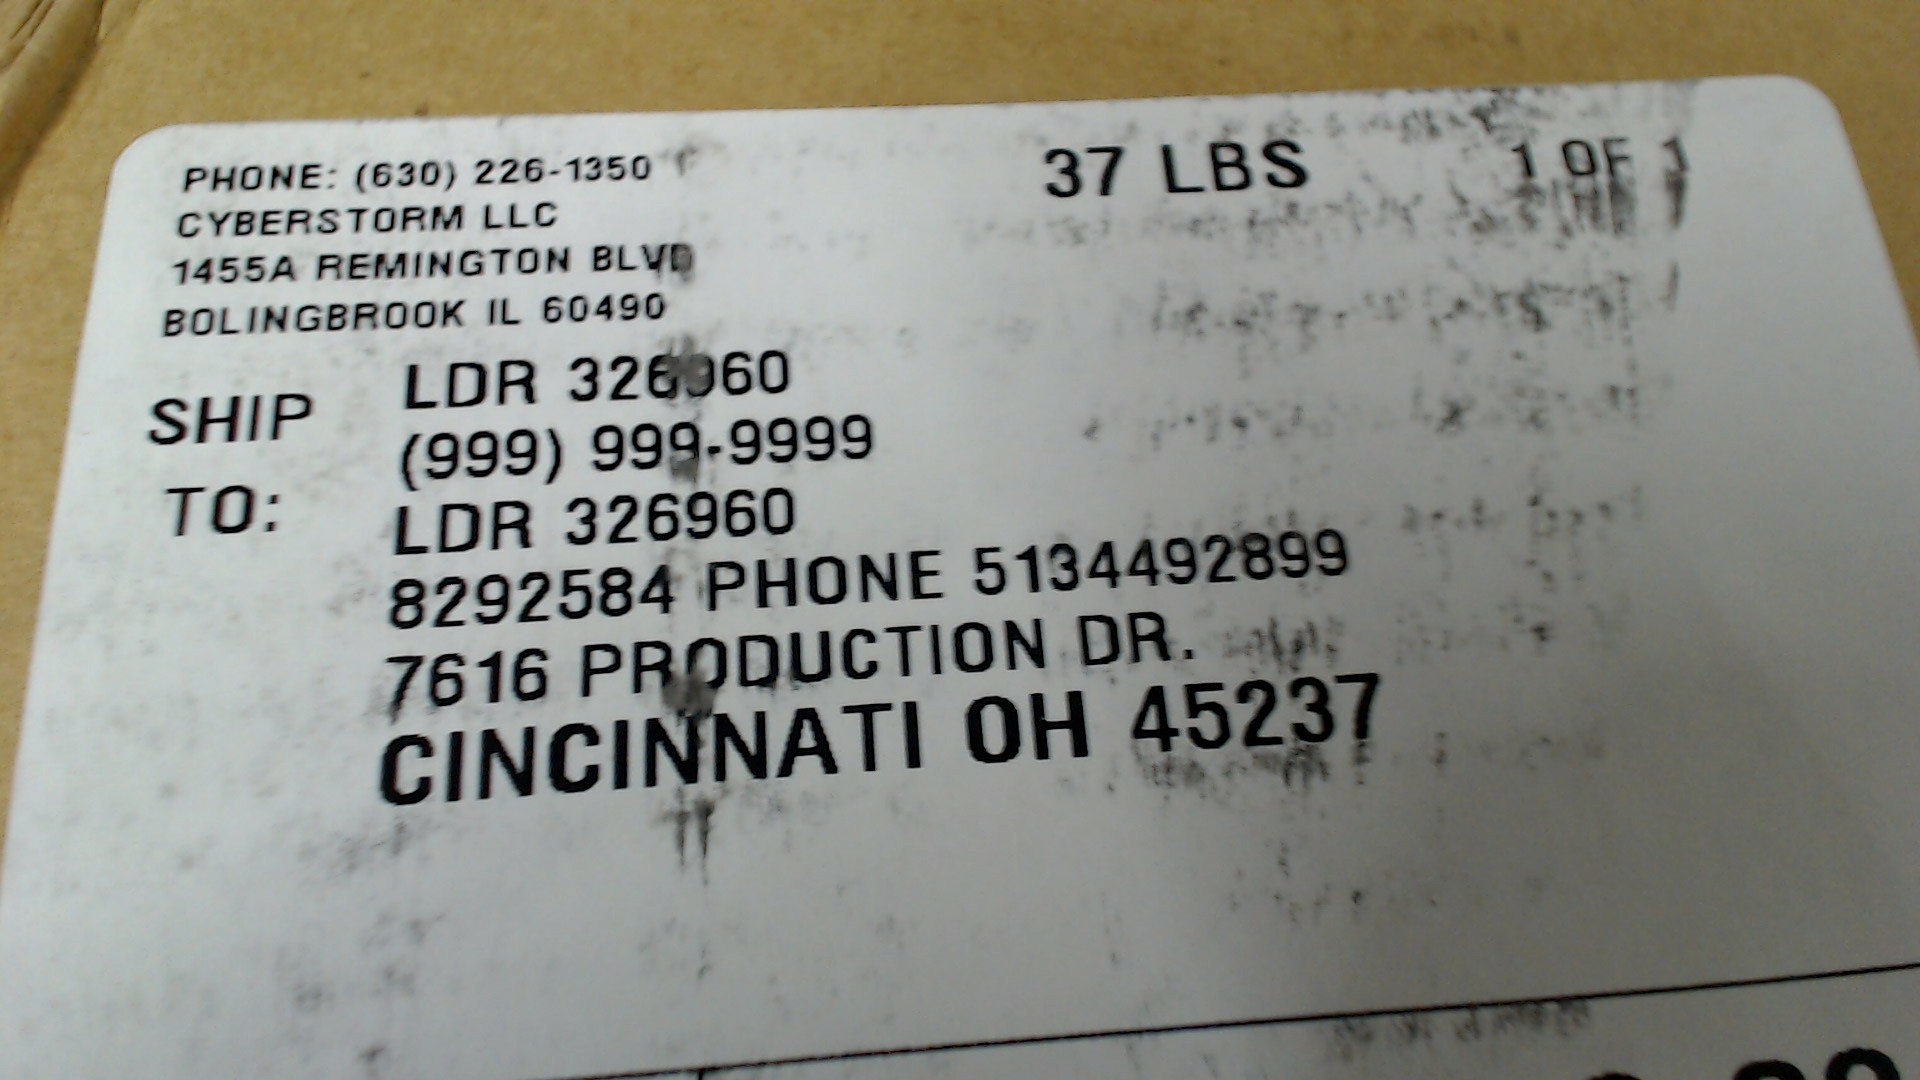 PHONE: (630) 226-1350
CYBERSTORM LLC
1455A REMINGTON BLVD
BOLINGBROOK IL 60490
37 LBS
1 OF 1
SHIP
TO:
LDR 326960
(999) 999-9999
LDR 326960
8292584 PHONE 5134492899
7616 PRODUCTION DR.
CINCINNATI OH 45237